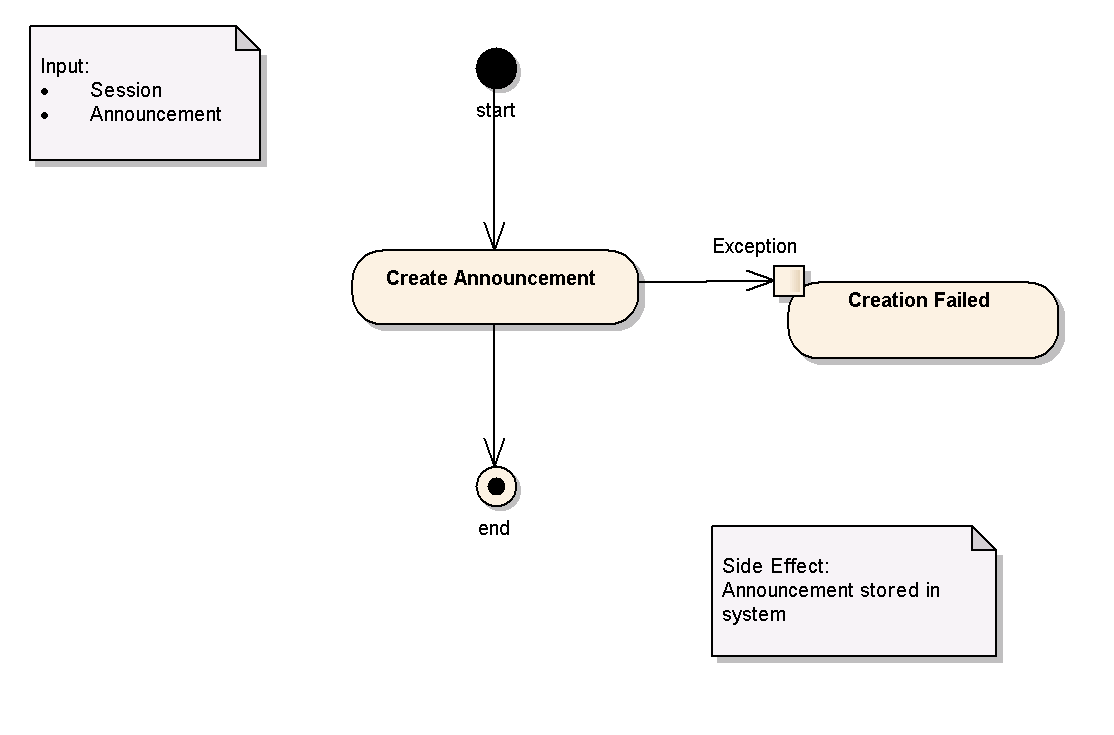 Input:
• Session
• Announcement
start
Exception
Create Announcement
Creation Failed
end
Side Effect:
Announcement stored in
system